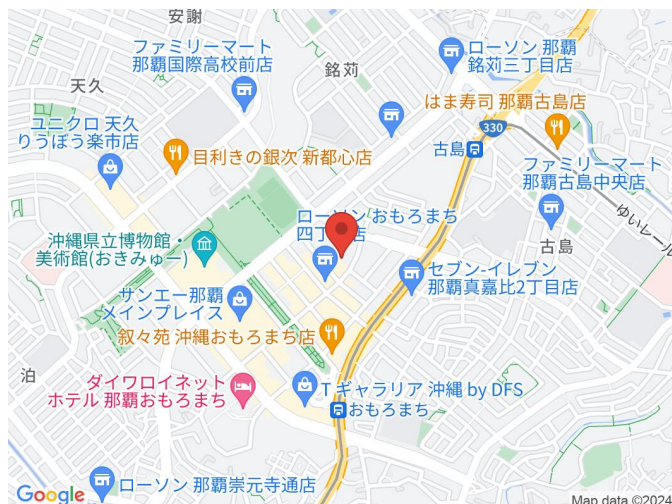 安謝
ファミリーマート
那覇国際高校前店
ローソン 那覇
銘苅三丁目店
天久
銘苅
はま寿司 那覇古島店
ユニクロ 天久
りうぼう楽市店
330
古島
目利きの銀次 新都心店
ファミリーマート
那覇古島中央店
ゆいレール
ローソン おもろまち
四丁目店
古島
沖縄県立博物館・
美術館(おきみゅー)
セブン-イレブン
那覇真嘉比2丁目店
サンエー那覇
メインプレイス
叙々苑 沖縄おもろまち店
泊
ダイワロイネット
ホテル 那覇おもろまち
T ギャラリア 沖縄 by DFS
おもろまち
ローソン 那覇崇元寺通店
Google
Map data ©2024